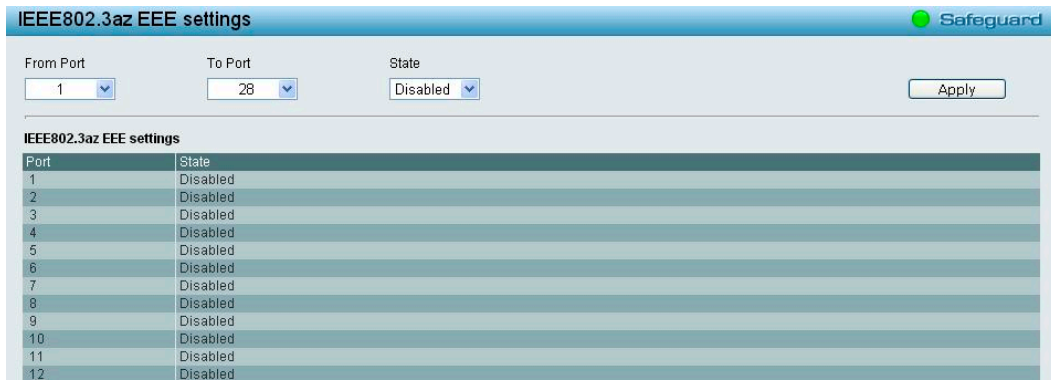 IEEE802.3az EEE settings
Safeguard
From Port To Port State
1 28 Disabled
Apply
IEEE802.3az EEE settings
Port State
1 Disabled
2 Disabled
3 Disabled
4 Disabled
5 Disabled
6 Disabled
7 Disabled
8 Disabled
9 Disabled
10 Disabled
11 Disabled
12 Disabled